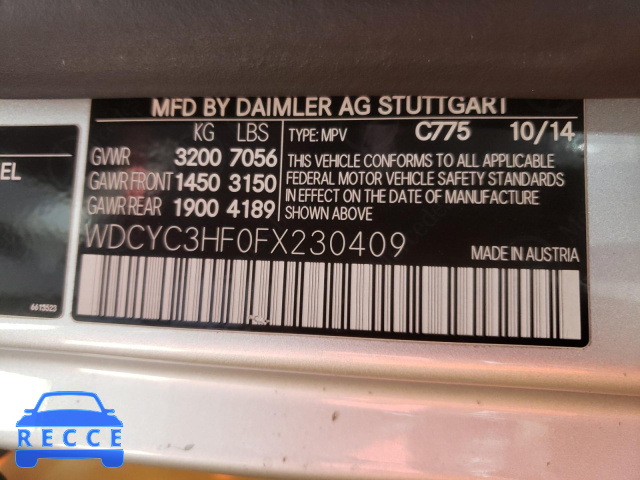 MFD BY DAIMLER AG STUTTGART
KG LBS
TYPE: MPV C775 10/14
GVWR 3200 7056
GAWR FRONT 1450 3150
GAWR REAR 1900 4189
THIS VEHICLE CONFORMS TO ALL APPLICABLE
FEDERAL MOTOR VEHICLE SAFETY STANDARDS
IN EFFECT ON THE DATE OF MANUFACTURE
SHOWN ABOVE.
WDCYC3HF0FX230409
MADE IN AUSTRIA
EL
6613523
RECCE